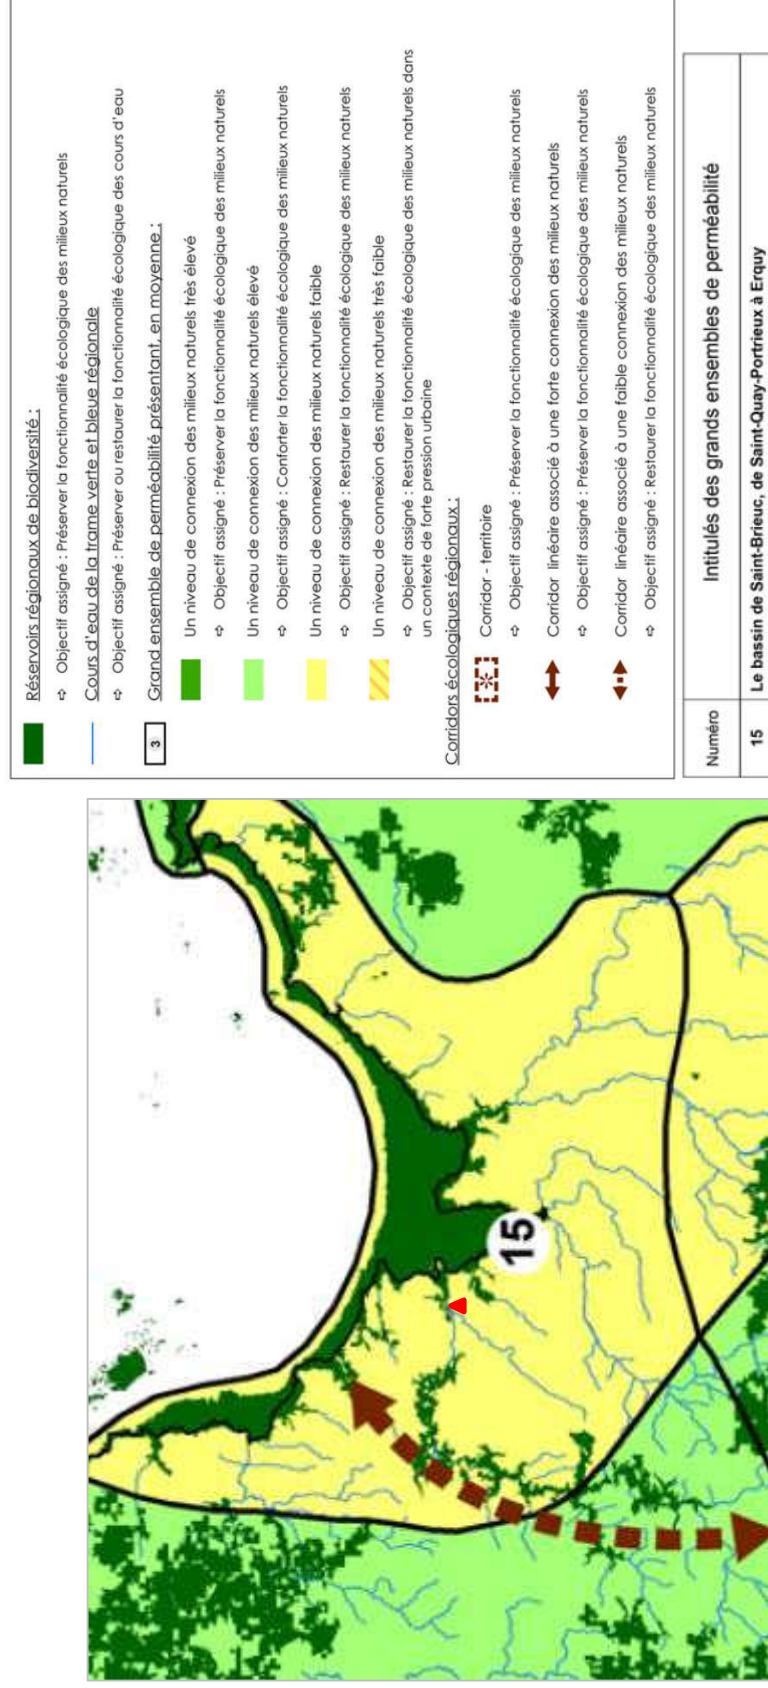 Réservoirs régionaux de biodiversité :
⇨ Objectif assigné : Préserver la fonctionnalité écologique des milieux naturels
Cours d'eau de la trame verte et bleue régionale
⇨ Objectif assigné : Préserver ou restaurer la fonctionnalité écologique des cours d'eau
3 Grand ensemble de perméabilité présentant, en moyenne :
Un niveau de connexion des milieux naturels très élevé
⇨ Objectif assigné : Préserver la fonctionnalité écologique des milieux naturels
Un niveau de connexion des milieux naturels élevé
⇨ Objectif assigné : Conforter la fonctionnalité écologique des milieux naturels
Un niveau de connexion des milieux naturels faible
⇨ Objectif assigné : Restaurer la fonctionnalité écologique des milieux naturels
Un niveau de connexion des milieux naturels très faible
⇨ Objectif assigné : Restaurer la fonctionnalité écologique des milieux naturels dans
un contexte de forte pression urbaine
Corridors écologiques régionaux :
Corridor - territoire
⇨ Objectif assigné : Préserver la fonctionnalité écologique des milieux naturels
Corridor linéaire associé à une forte connexion des milieux naturels
⇨ Objectif assigné : Préserver la fonctionnalité écologique des milieux naturels
Corridor linéaire associé à une faible connexion des milieux naturels
⇨ Objectif assigné : Restaurer la fonctionnalité écologique des milieux naturels
Numéro Intitulés des grands ensembles de perméabilité
15 Le bassin de Saint-Brieuc, de Saint-Quay-Portrieux à Erquy
15